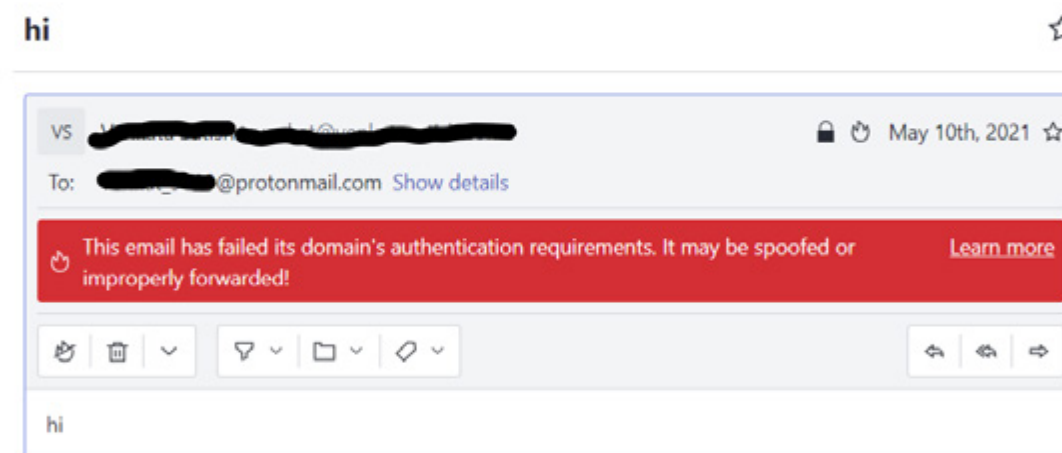 hi
VS
May 10th, 2021
To: @protonmail.com Show details
This email has failed its domain's authentication requirements. It may be spoofed or Learn more
improperly forwarded!
hi